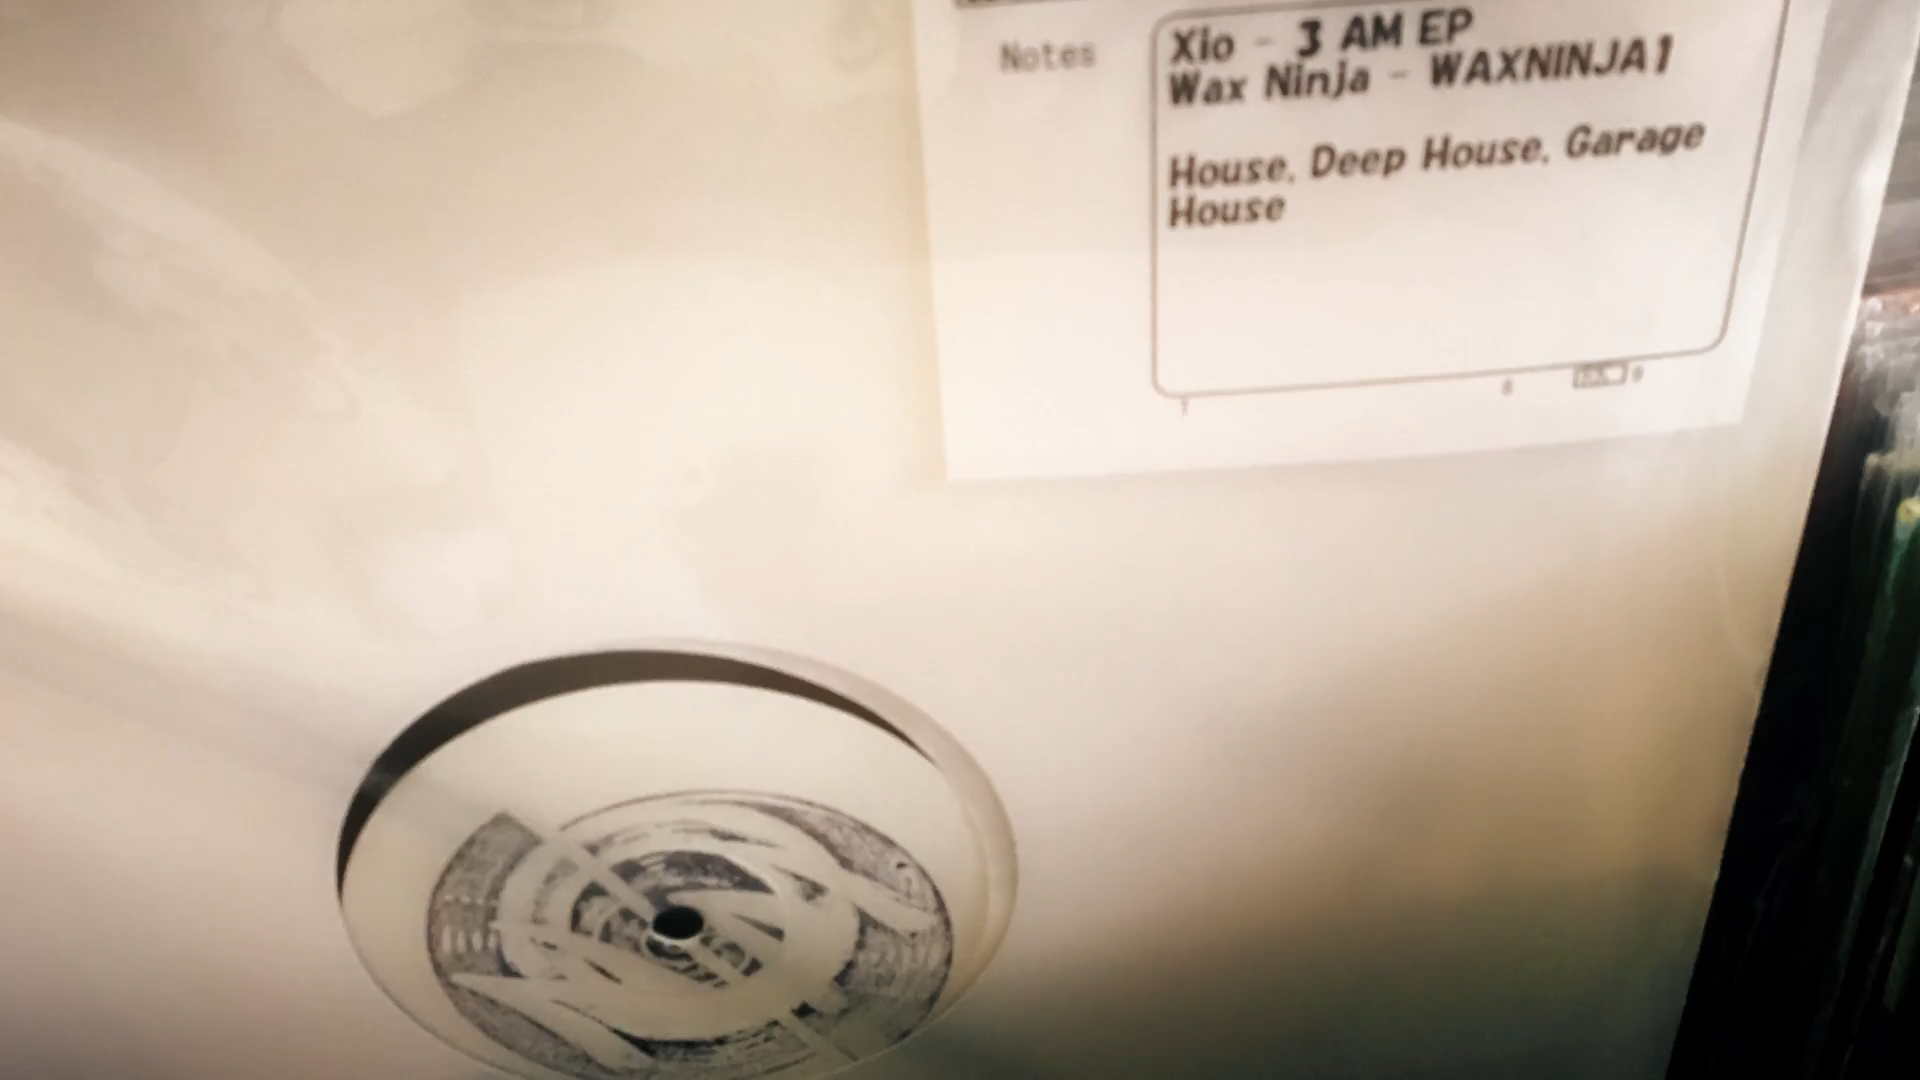 Notes
Xio - 3 AM EP
Wax Ninja - WAXNINJA1
House, Deep House, Garage
House